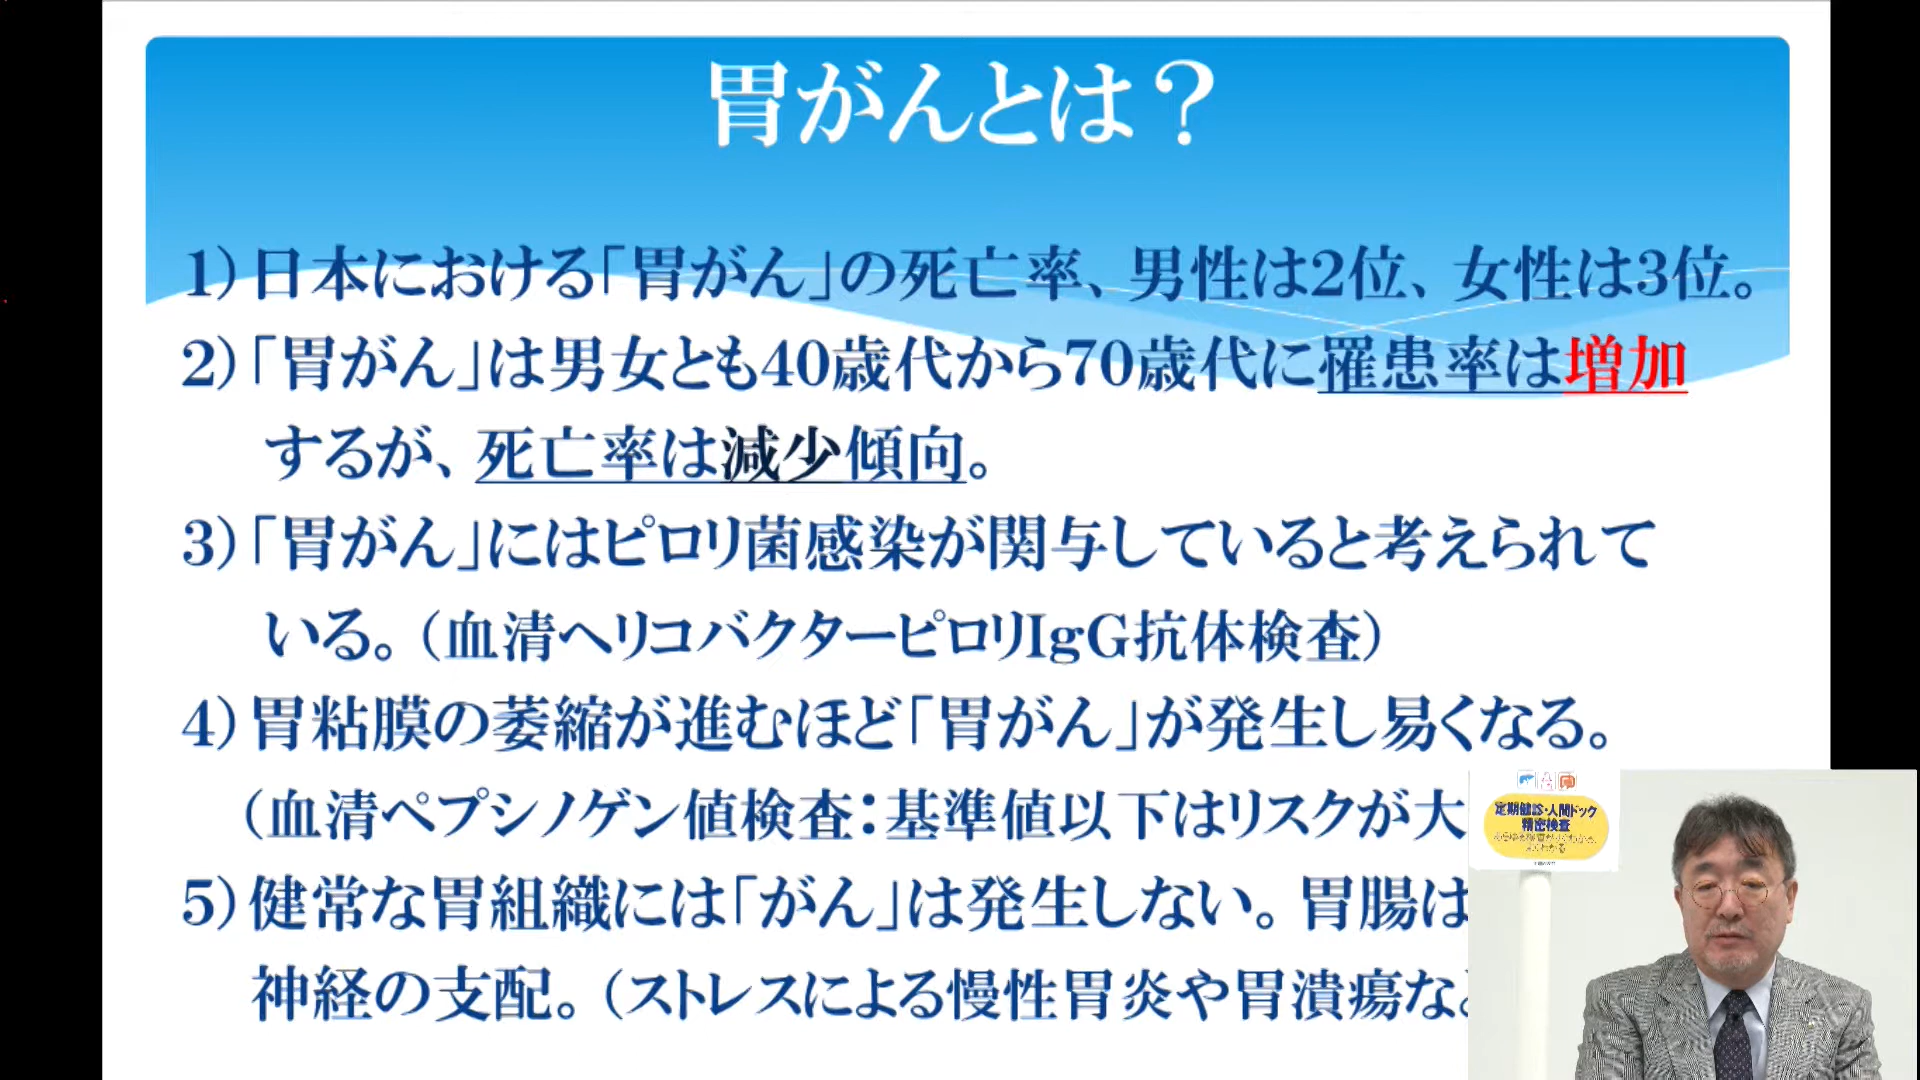 胃がんとは？
1）日本における「胃がん」の死亡率、男性は2位、女性は3位。
2）「胃がん」は男女とも40歳代から70歳代に罹患率は増加
するが、死亡率は減少傾向。
3）「胃がん」にはピロリ菌感染が関与していると考えられて
いる。（血清ヘリコバクターピロリIgG抗体検査）
4）胃粘膜の萎縮が進むほど「胃がん」が発生し易くなる。
（血清ペプシノゲン値検査：基準値以下はリスクが大
5）健常な胃組織には「がん」は発生しない。胃腸は
神経の支配。（ストレスによる慢性胃炎や胃潰瘍な
定期健診・人間ドック
精密検査